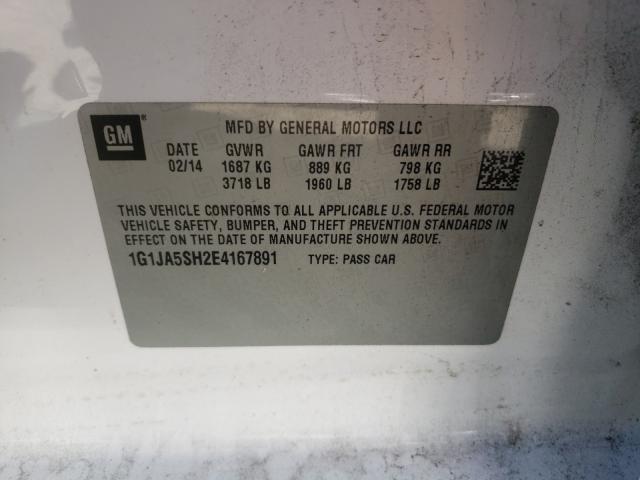 GM ® MFD BY GENERAL MOTORS LLC
DATE GVWR GAWR FRT GAWR RR
02/14 1687 KG 889 KG 798 KG
3718 LB 1960 LB 1758 LB
THIS VEHICLE CONFORMS TO ALL APPLICABLE U.S. FEDERAL MOTOR
VEHICLE SAFETY, BUMPER, AND THEFT PREVENTION STANDARDS IN
EFFECT ON THE DATE OF MANUFACTURE SHOWN ABOVE.
1G1JA5SH2E4167891 TYPE: PASS CAR